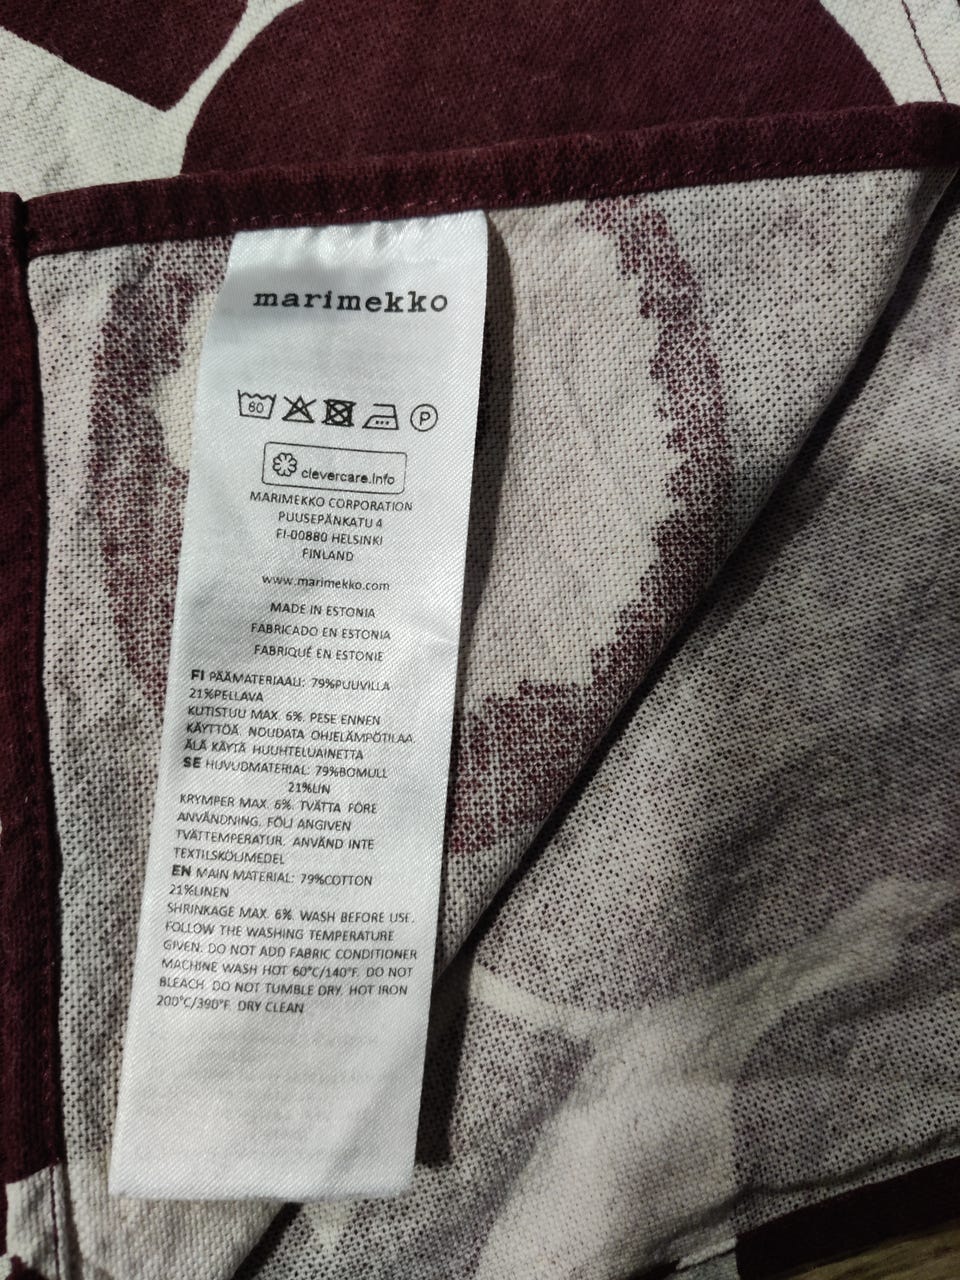 marimekko
60
P
clevercare.info
MARIMEKKO CORPORATION
PUUSEPÄNKATU 4
FI-00880 HELSINKI
FINLAND
www.marimekko.com
MADE IN ESTONIA
FABRICADO EN ESTONIA
FABRIQUÉ EN ESTONIE
FI PÄÄMATERIAALI: 79%PUUVILLA
21%PELLAVA
KUTISTUU MAX. 6%. PESE ENNEN
KÄYTTÖÄ. NOUDATA OHJELÄMPÖTILAA.
ÄLÄ KÄYTÄ HUUHTELUAINETTA
SE HUVUDMATERIAL: 79%BOMULL
21%LIN
KRYMPER MAX. 6%. TVÄTTA FÖRE
ANVÄNDNING. FÖLJ ANGIVEN
TVÄTTEMPERATUR. ANVÄND INTE
TEXTILSKÖLJMEDEL
EN MAIN MATERIAL: 79%COTTON
21%LINEN
SHRINKAGE MAX. 6%. WASH BEFORE USE.
FOLLOW THE WASHING TEMPERATURE
GIVEN. DO NOT ADD FABRIC CONDITIONER
MACHINE WASH HOT 60°C/140°F. DO NOT
BLEACH. DO NOT TUMBLE DRY. HOT IRON
200°C/390°F. DRY CLEAN